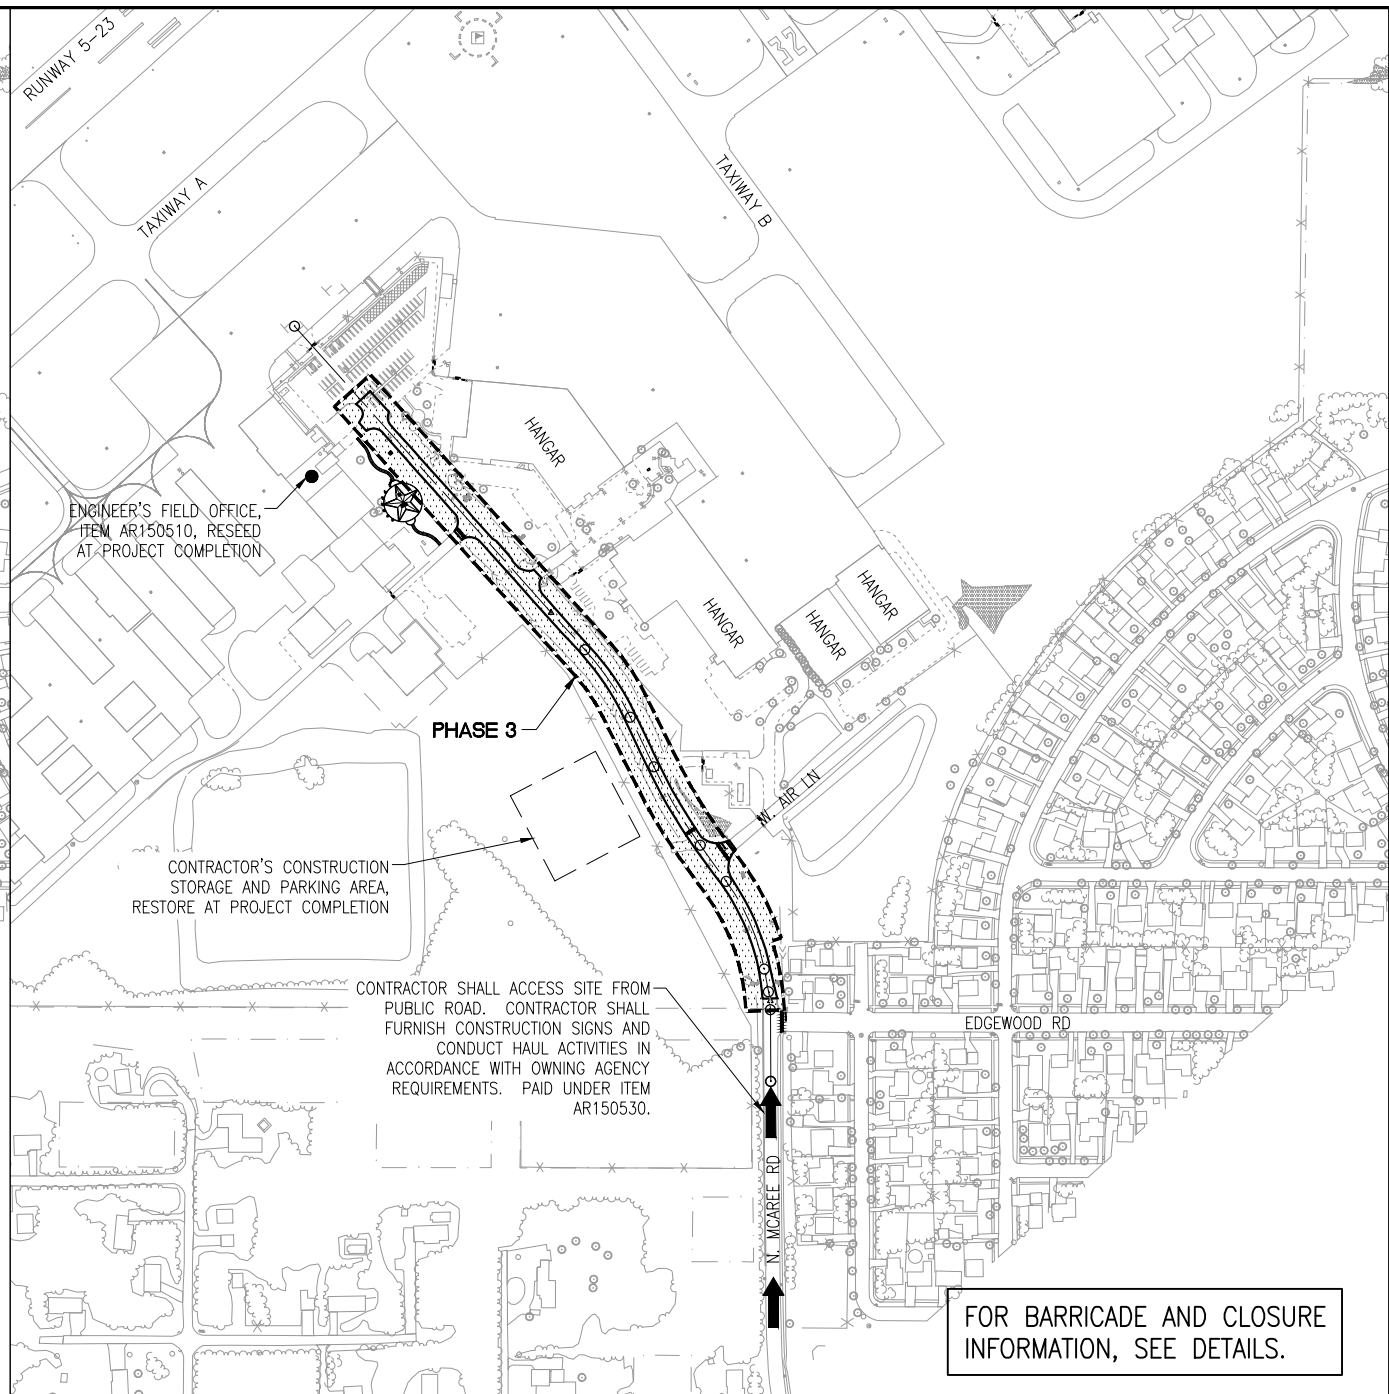 RUNWAY 5-23
32
TAXIWAY A
TAXIWAY B
HANGAR
ENGINEER'S FIELD OFFICE,
ITEM AR150510, RESEED
AT PROJECT COMPLETION
HANGAR
HANGAR
HANGAR
PHASE 3
W. AIR LN
CONTRACTOR'S CONSTRUCTION
STORAGE AND PARKING AREA,
RESTORE AT PROJECT COMPLETION
CONTRACTOR SHALL ACCESS SITE FROM
PUBLIC ROAD. CONTRACTOR SHALL
FURNISH CONSTRUCTION SIGNS AND
CONDUCT HAUL ACTIVITIES IN
ACCORDANCE WITH OWNING AGENCY
REQUIREMENTS. PAID UNDER ITEM
AR150530.
EDGEWOOD RD
N. MCAREE RD
FOR BARRICADE AND CLOSURE
INFORMATION, SEE DETAILS.